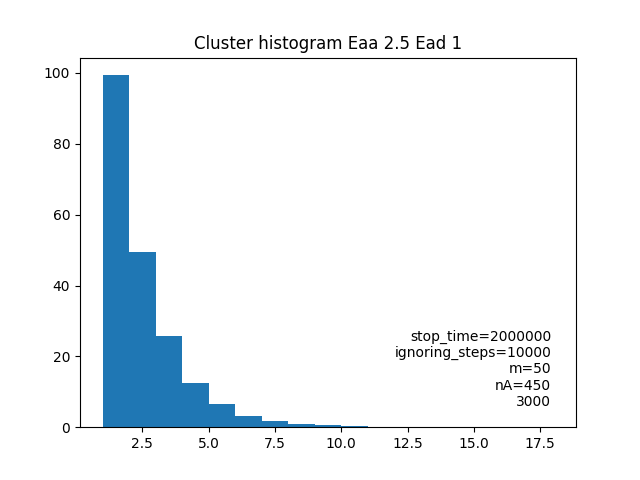 Cluster histogram Eaa 2.5 Ead 1
100
80
60
40
20
0
stop_time=2000000
ignoring_steps=10000
m=50
nA=450
3000
2.5 5.0 7.5 10.0 12.5 15.0 17.5